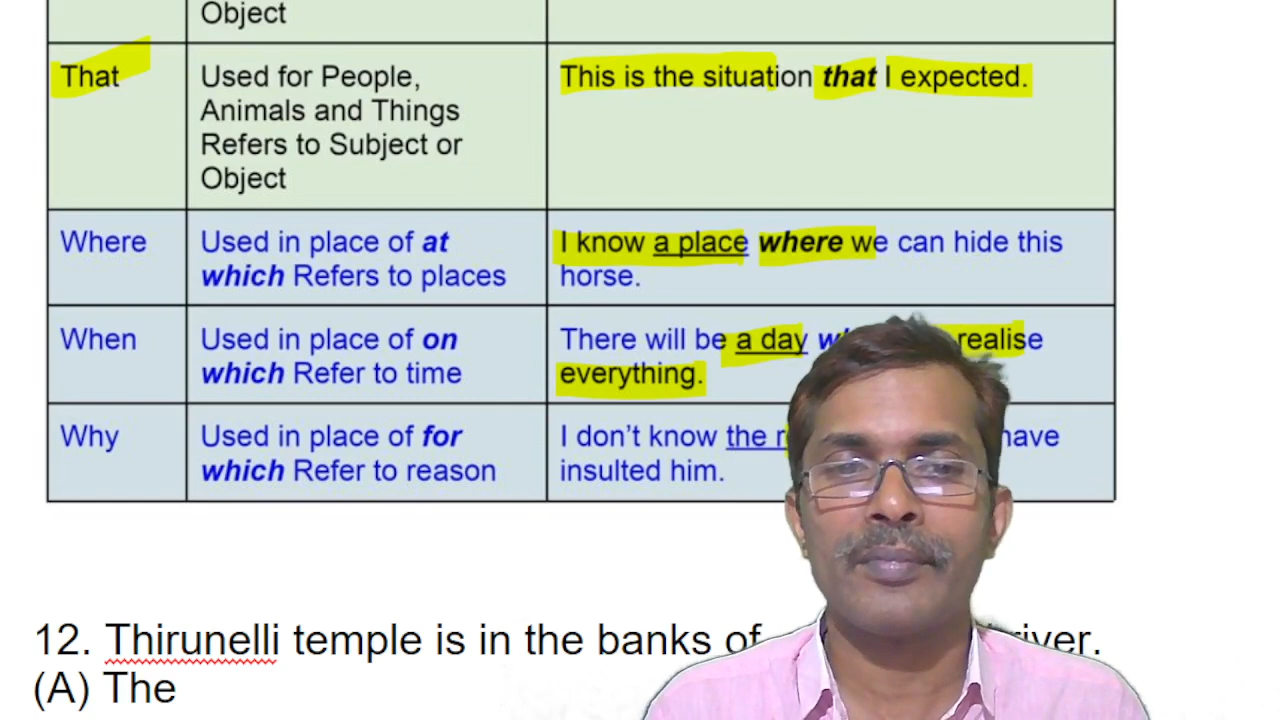 Object
That
Used for People,
Animals and Things
Refers to Subject or
Object
This is the situation that I expected.
Where
Used in place of at
which Refers to places
I know a place where we can hide this
horse.
When
Used in place of on
which Refer to time
There will be a day realise
everything.
Why
Used in place of for
which Refer to reason
I don't know the have
insulted him.
12. Thirunelli temple is in the banks of river.
(A) The